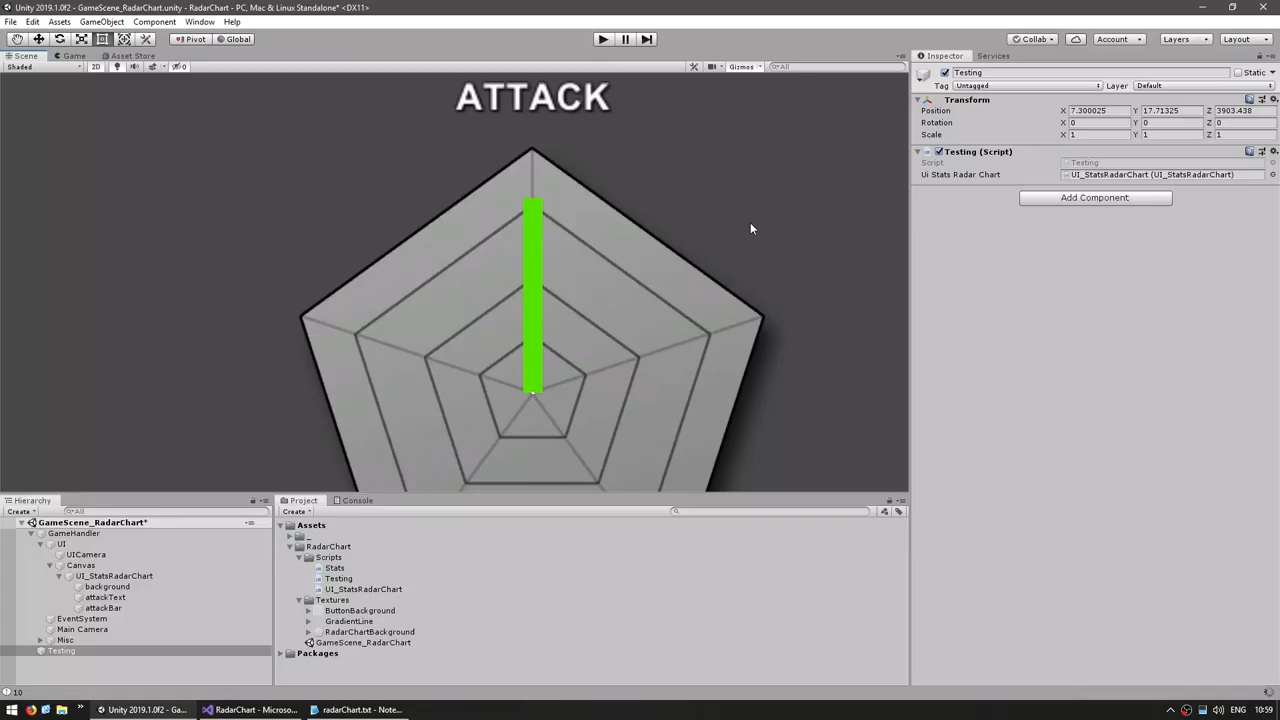 Unity 2019.1.0f2 - GameScene_RadarChart.unity - RadarChart - PC, Mac & Linux Standalone* <DX11>
File Edit Assets GameObject Component Window Help
Pivot Global Collab Account Layers Layout
Scene Game Asset Store
Shaded 2D 0 Gizmos All
ATTACK
Inspector Services
Testing Static
Tag Untagged Layer Default
Transform
Position X 7.300025 Y 17.71325 Z 3903.438
Rotation X 0 Y 0 Z 0
Scale X 1 Y 1 Z 1
Testing (Script)
Script Testing
Ui Stats Radar Chart UI_StatsRadarChart (UI_StatsRadarChart)
Add Component
Hierarchy
Create All
GameScene_RadarChart*
GameHandler
UI
UICamera
Canvas
UI_StatsRadarChart
background
attackText
attackBar
EventSystem
Main Camera
Misc
Testing
Project Console
Create
Assets
_
RadarChart
Scripts
Stats
Testing
UI_StatsRadarChart
Textures
ButtonBackground
GradientLine
RadarChartBackground
GameScene_RadarChart
Packages
10
Unity 2019.1.0f2 - Ga... RadarChart - Microso... radarChart.txt - Note... ENG 10:59